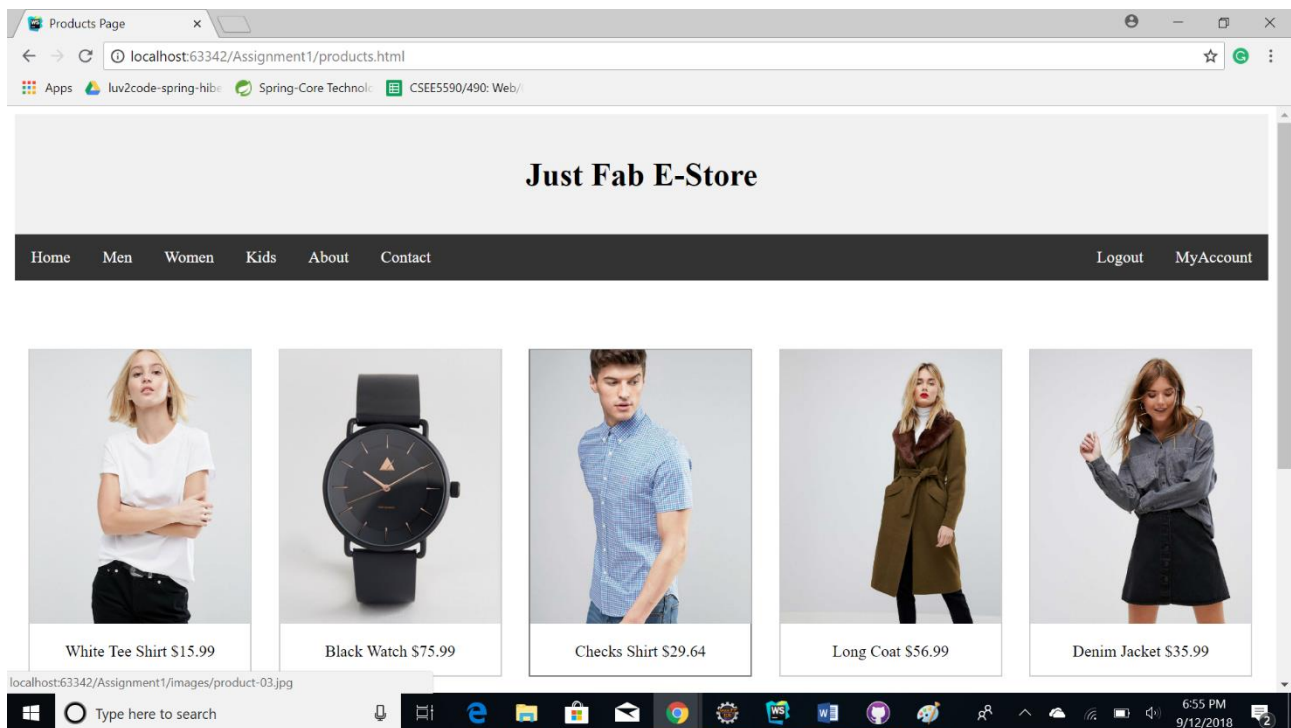 Products Page
localhost:63342/Assignment1/products.html
Apps luv2code-spring-hibe Spring-Core Technolo CSEE5590/490: Web/
Just Fab E-Store
Home Men Women Kids About Contact Logout MyAccount
White Tee Shirt $15.99 Black Watch $75.99 Checks Shirt $29.64 Long Coat $56.99 Denim Jacket $35.99
localhost:63342/Assignment1/images/product-03.jpg
Type here to search
6:55 PM
9/12/2018
2